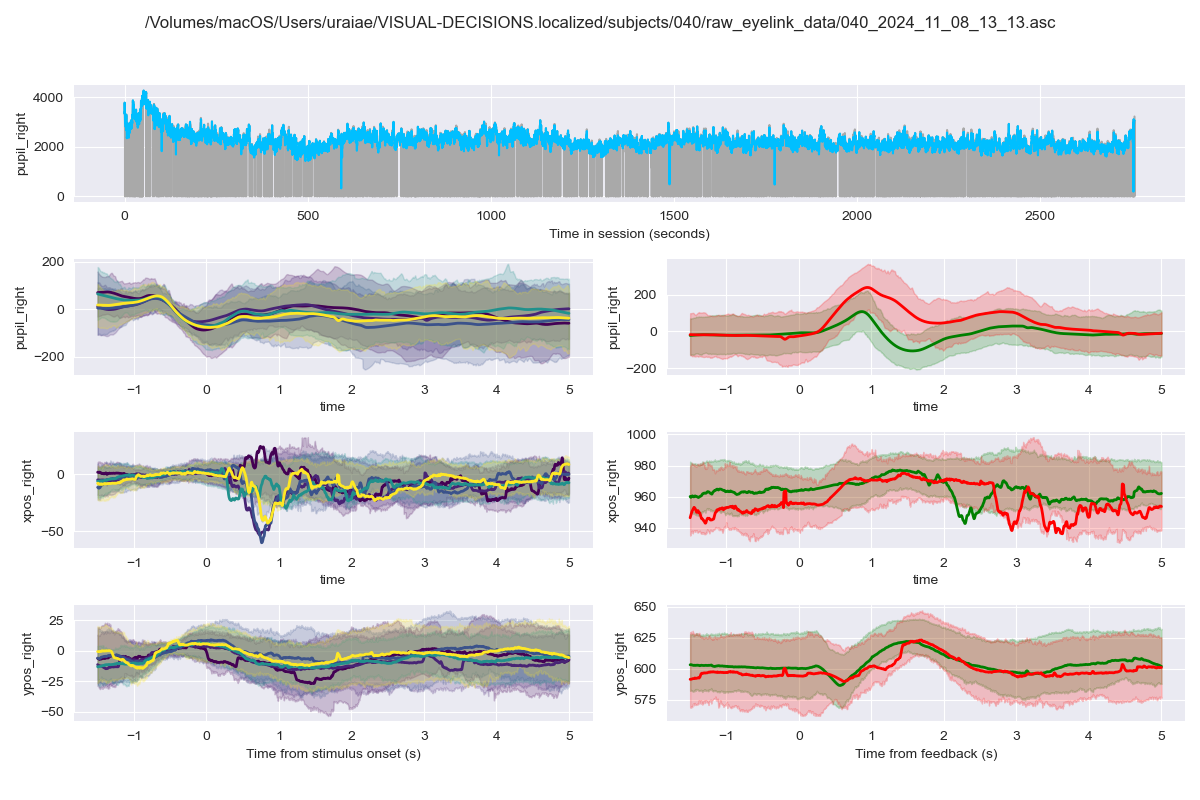 /Volumes/macOS/Users/uraiae/VISUAL-DECISIONS.localized/subjects/040/raw_eyelink_data/040_2024_11_08_13_13.asc
pupil_right
4000
2000
0
0 500 1000 1500 2000 2500
Time in session (seconds)
pupil_right
200
0
−200
−1 0 1 2 3 4 5
time
pupil_right
200
0
−200
−1 0 1 2 3 4 5
time
xpos_right
0
−50
−1 0 1 2 3 4 5
time
xpos_right
1000
980
960
940
−1 0 1 2 3 4 5
time
ypos_right
25
0
−25
−50
−1 0 1 2 3 4 5
Time from stimulus onset (s)
ypos_right
650
625
600
575
−1 0 1 2 3 4 5
Time from feedback (s)